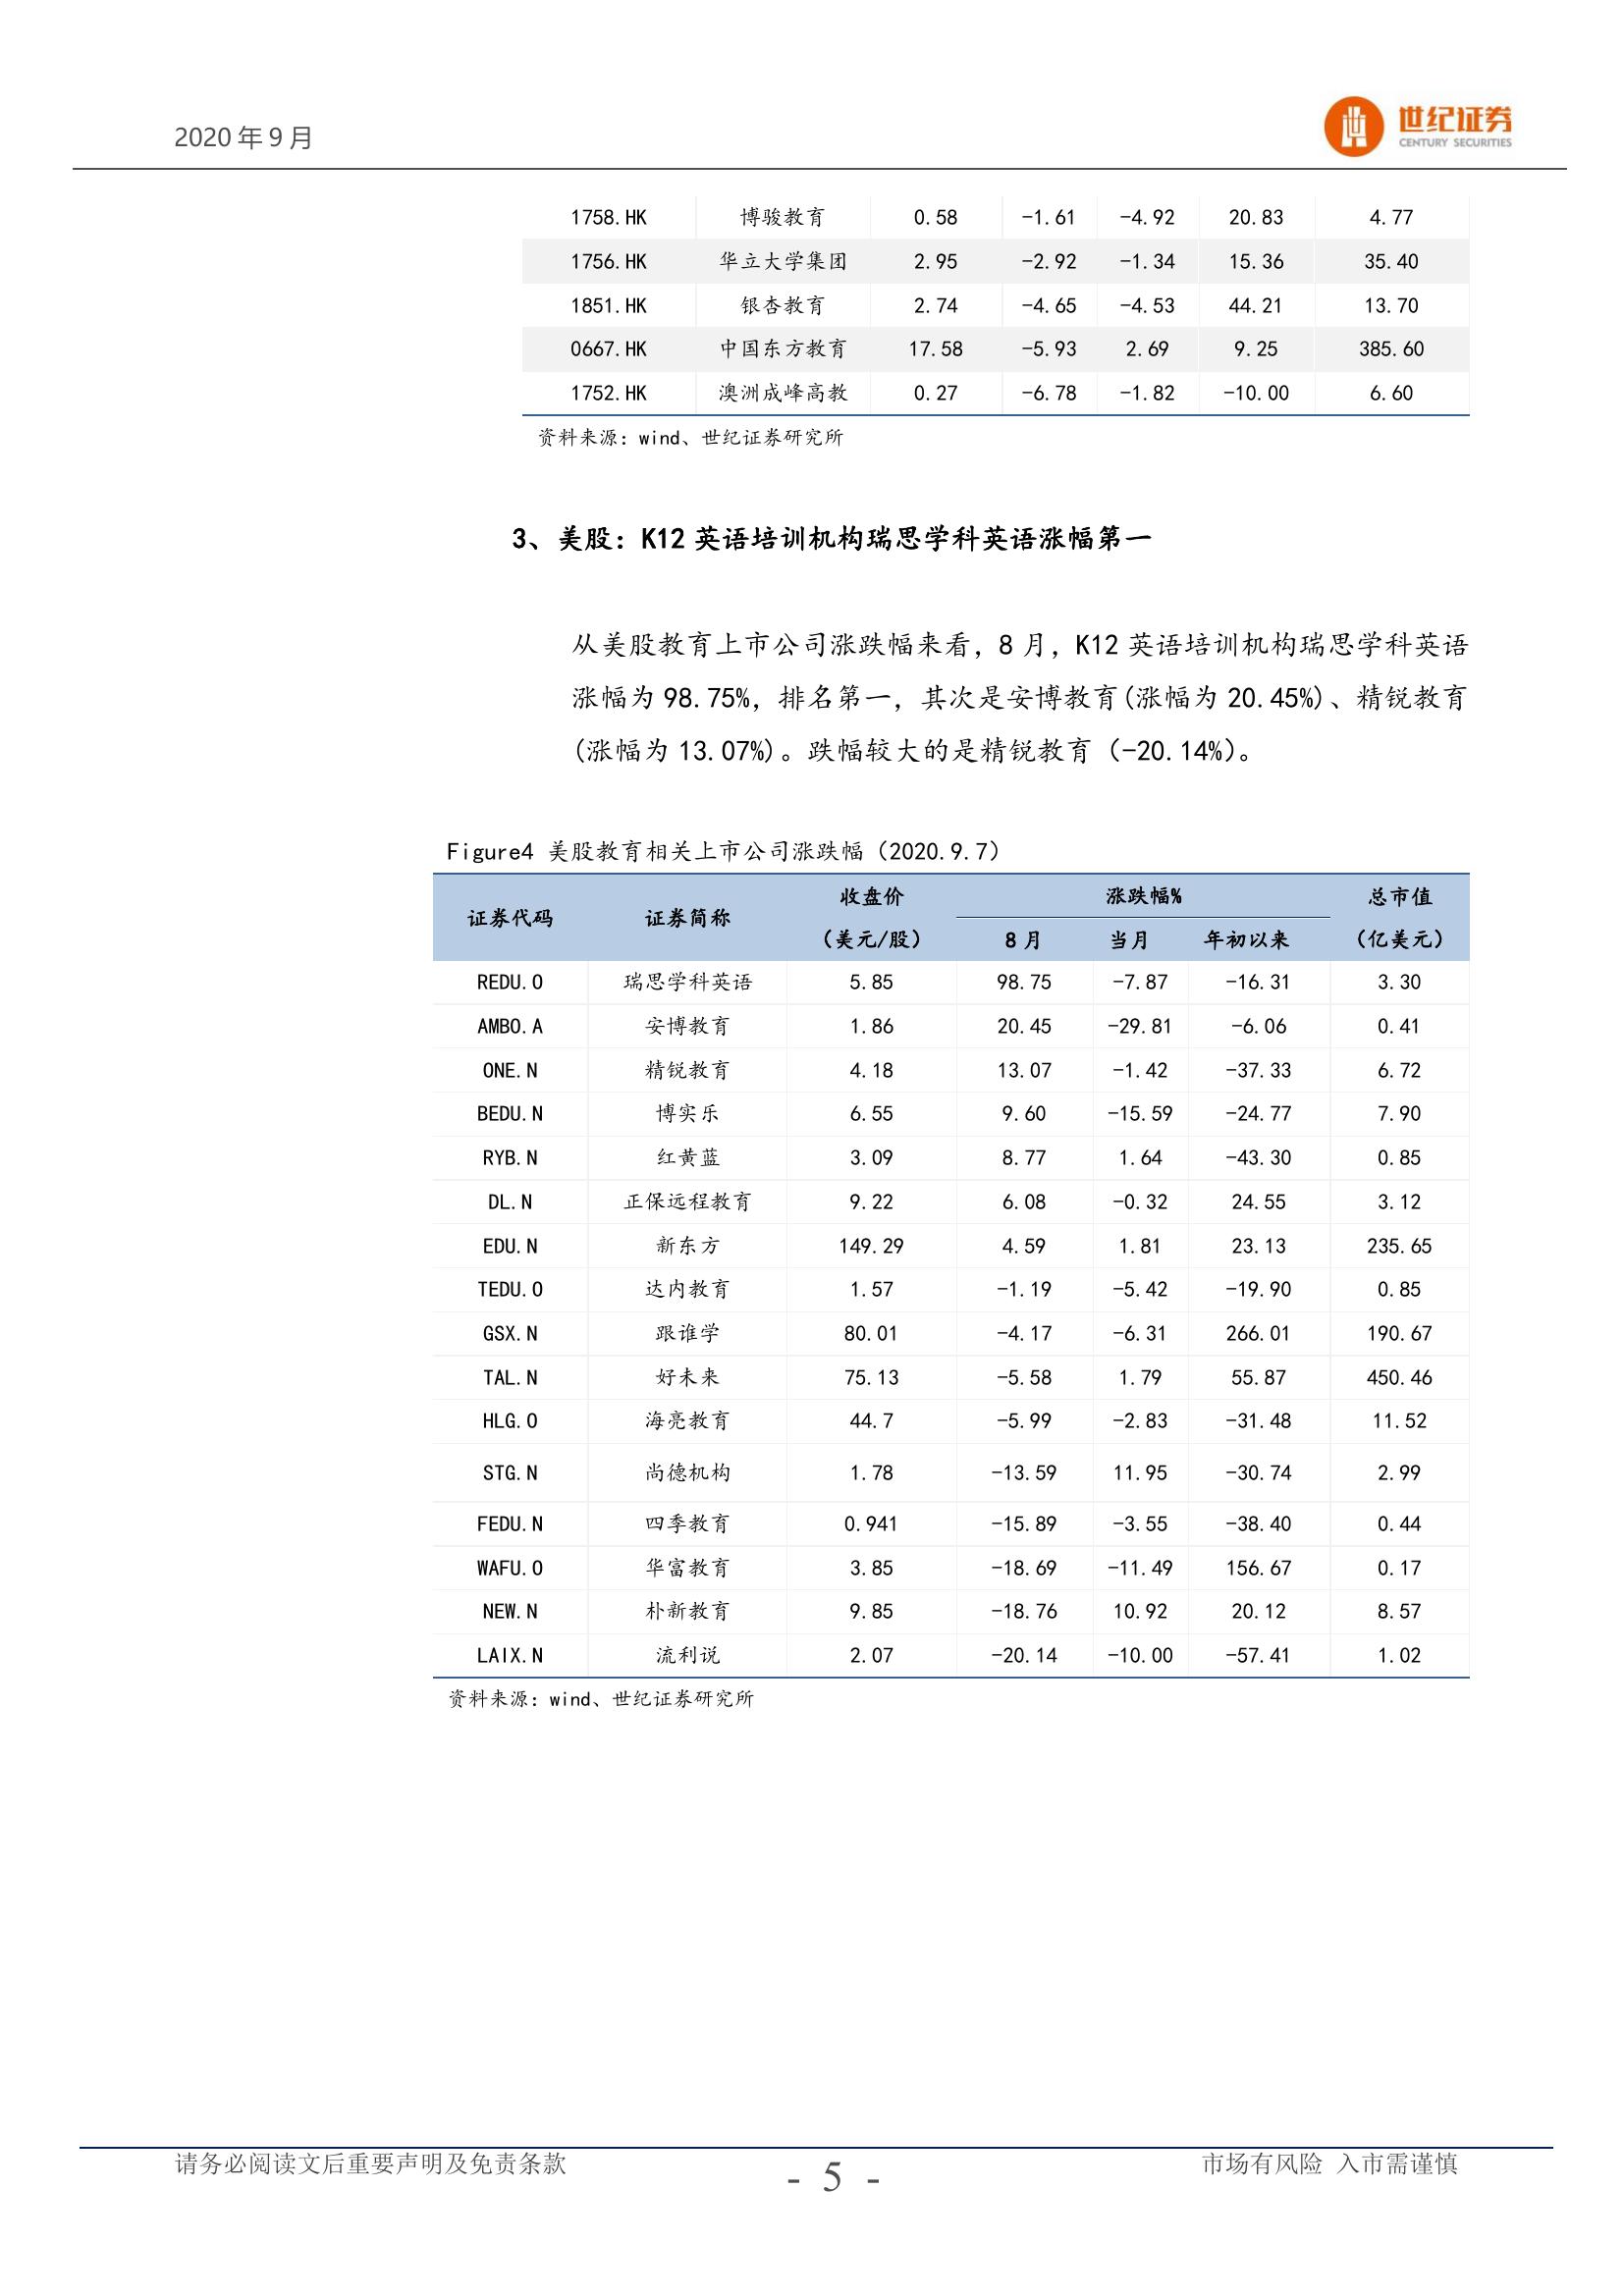 2020 年 9 月
世纪证券
CENTURY SECURITIES
1758.HK 博骏教育 0.58 -1.61 -4.92 20.83 4.77
1756.HK 华立大学集团 2.95 -2.92 -1.34 15.36 35.40
1851.HK 银杏教育 2.74 -4.65 -4.53 44.21 13.70
0667.HK 中国东方教育 17.58 -5.93 2.69 9.25 385.60
1752.HK 澳洲成峰高教 0.27 -6.78 -1.82 -10.00 6.60
资料来源：wind、世纪证券研究所
3、美股：K12 英语培训机构瑞思学科英语涨幅第一
从美股教育上市公司涨跌幅来看，8 月，K12 英语培训机构瑞思学科英语
涨幅为 98.75%，排名第一，其次是安博教育(涨幅为 20.45%)、精锐教育
(涨幅为 13.07%)。跌幅较大的是精锐教育（-20.14%）。
Figure4 美股教育相关上市公司涨跌幅（2020.9.7）
证券代码 证券简称 收盘价 涨跌幅% 总市值
（美元/股） 8 月 当月 年初以来 （亿美元）
REDU.O 瑞思学科英语 5.85 98.75 -7.87 -16.31 3.30
AMBO.A 安博教育 1.86 20.45 -29.81 -6.06 0.41
ONE.N 精锐教育 4.18 13.07 -1.42 -37.33 6.72
BEDU.N 博实乐 6.55 9.60 -15.59 -24.77 7.90
RYB.N 红黄蓝 3.09 8.77 1.64 -43.30 0.85
DL.N 正保远程教育 9.22 6.08 -0.32 24.55 3.12
EDU.N 新东方 149.29 4.59 1.81 23.13 235.65
TEDU.O 达内教育 1.57 -1.19 -5.42 -19.90 0.85
GSX.N 跟谁学 80.01 -4.17 -6.31 266.01 190.67
TAL.N 好未来 75.13 -5.58 1.79 55.87 450.46
HLG.O 海亮教育 44.7 -5.99 -2.83 -31.48 11.52
STG.N 尚德机构 1.78 -13.59 11.95 -30.74 2.99
FEDU.N 四季教育 0.941 -15.89 -3.55 -38.40 0.44
WAFU.O 华富教育 3.85 -18.69 -11.49 156.67 0.17
NEW.N 朴新教育 9.85 -18.76 10.92 20.12 8.57
LAIX.N 流利说 2.07 -20.14 -10.00 -57.41 1.02
资料来源：wind、世纪证券研究所
请务必阅读文后重要声明及免责条款 市场有风险 入市需谨慎
- 5 -